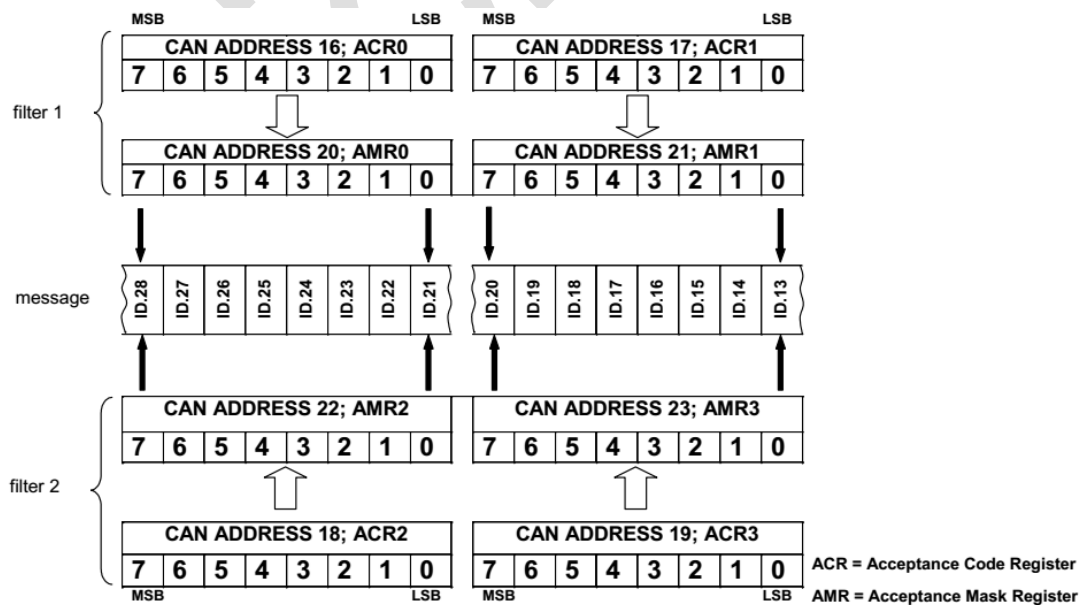 MSB LSB MSB LSB
CAN ADDRESS 16; ACR0 CAN ADDRESS 17; ACR1
7 6 5 4 3 2 1 0 7 6 5 4 3 2 1 0
filter 1
CAN ADDRESS 20; AMR0 CAN ADDRESS 21; AMR1
7 6 5 4 3 2 1 0 7 6 5 4 3 2 1 0
message ID.28 ID.27 ID.26 ID.25 ID.24 ID.23 ID.22 ID.21 ID.20 ID.19 ID.18 ID.17 ID.16 ID.15 ID.14 ID.13
CAN ADDRESS 22; AMR2 CAN ADDRESS 23; AMR3
7 6 5 4 3 2 1 0 7 6 5 4 3 2 1 0
filter 2
CAN ADDRESS 18; ACR2 CAN ADDRESS 19; ACR3
7 6 5 4 3 2 1 0 7 6 5 4 3 2 1 0 ACR = Acceptance Code Register
MSB LSB MSB LSB AMR = Acceptance Mask Register